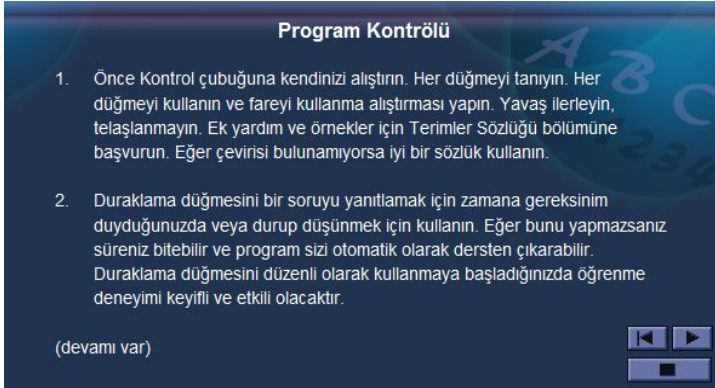 Program Kontrolü
1. Önce Kontrol çubuğuna kendinizi alıştırın. Her düğmeyi tanıyın. Her
düğmeyi kullanın ve fareyi kullanma alıştırması yapın. Yavaş ilerleyin,
telaşlanmayın. Ek yardım ve örnekler için Terimler Sözlüğü bölümüne
başvurun. Eğer çevirisi bulunamıyorsa iyi bir sözlük kullanın.
2. Duraklama düğmesini bir soruyu yanıtlamak için zamana gereksinim
duyduğunuzda veya durup düşünmek için kullanın. Eğer bunu yapmazsanız
süreniz bitebilir ve program sizi otomatik olarak dersten çıkarabilir.
Duraklama düğmesini düzenli olarak kullanmaya başladığınızda öğrenme
deneyimi keyifli ve etkili olacaktır.
(devamı var)
A B C
1 2 3 4